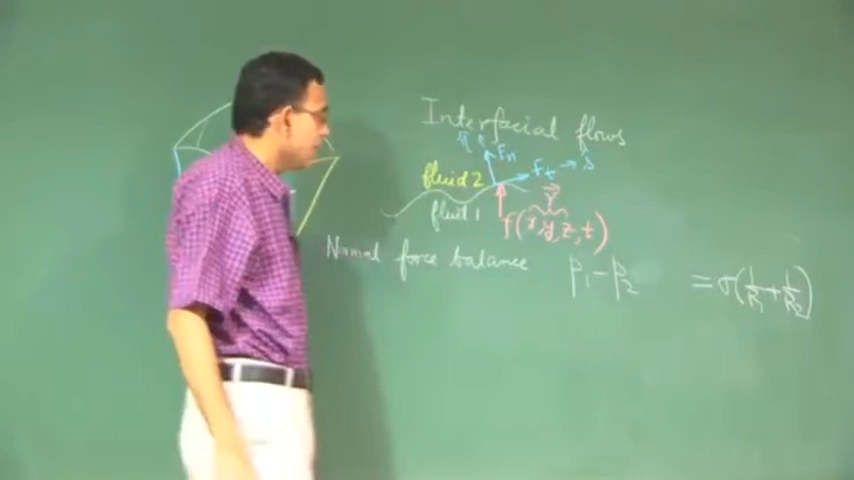 Interfacial flows
n Fn
fluid 2 Ft s
r
fluid 1 f(x,y,z,t)
Normal force balance p₁-p₂ =σ(1/R₁+1/R₂)